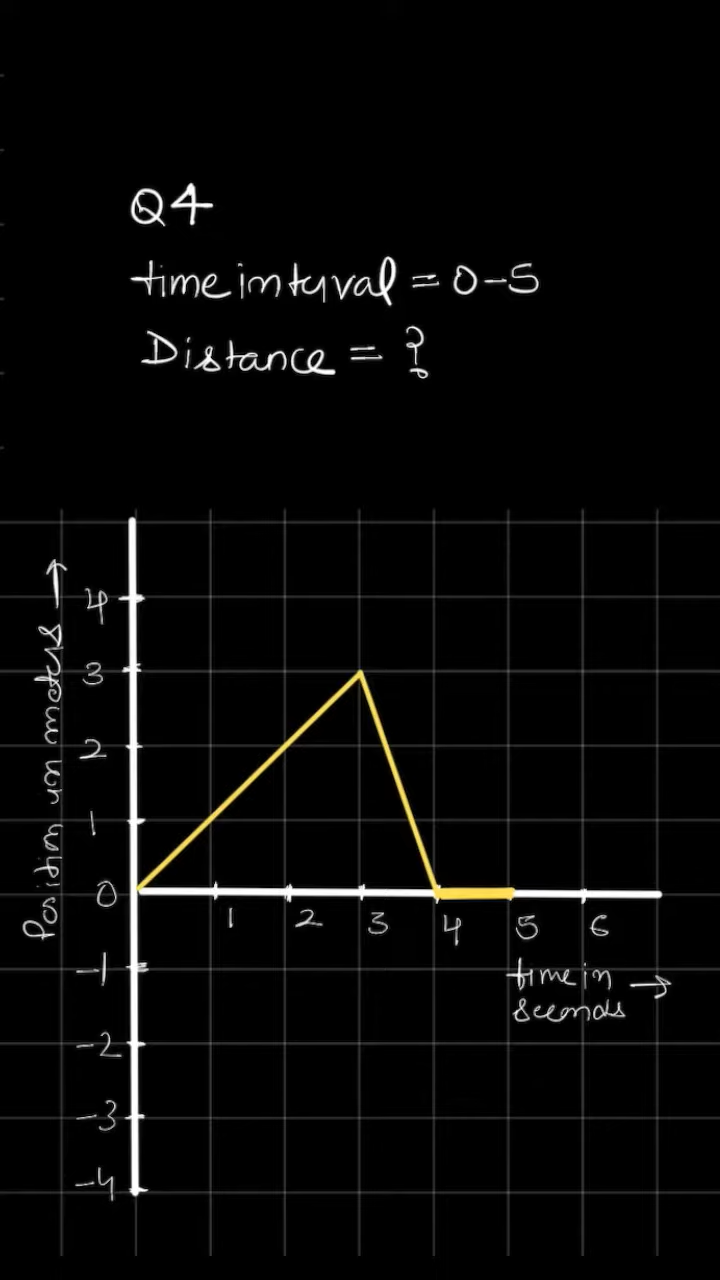 Q4
time interval = 0-5
Distance = ?
Position in meters →
4
3
2
1
0
-1
-2
-3
-4
1 2 3 4 5 6
time in →
seconds